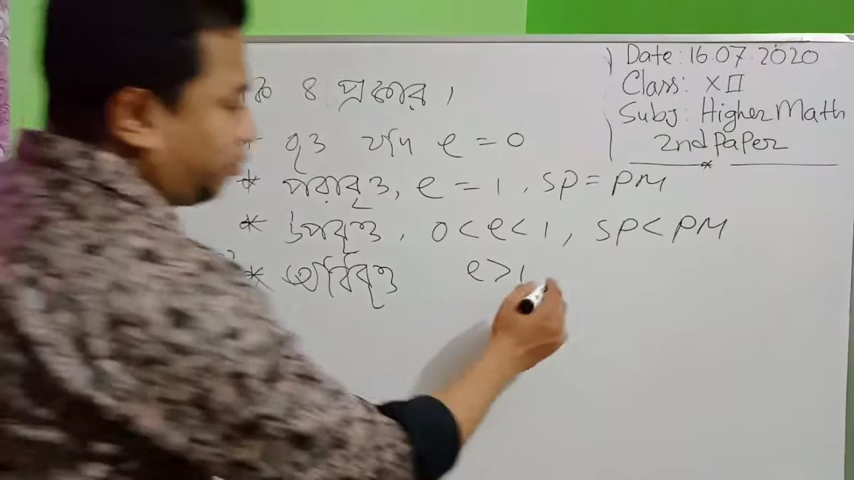 ৪ প্রকার।
* বৃত্ত যদি e = 0
* পরাবৃত্ত, e = 1, SP = PM
* উপবৃত্ত, 0 < e < 1, SP < PM
* অধিবৃত্ত e > 1
Date: 16.07.2020
Class: XII
Subj: Higher Math
2nd Paper